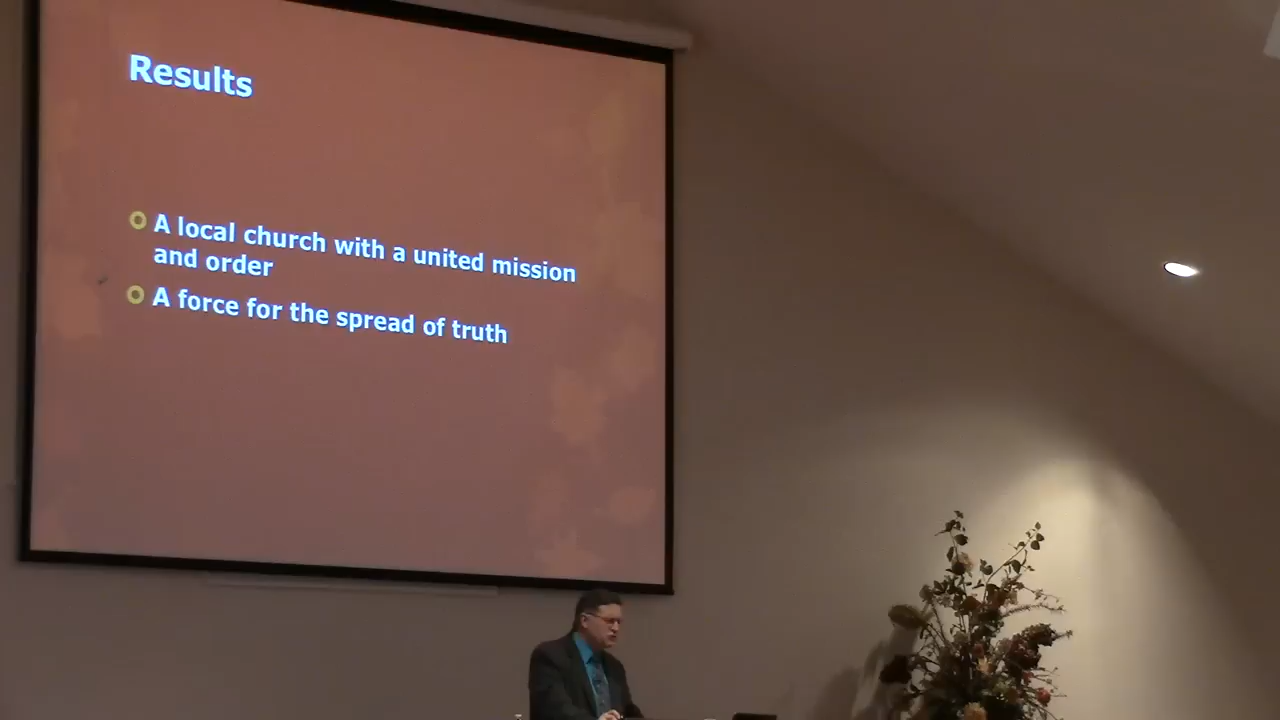 Results
A local church with a united mission
and order
A force for the spread of truth